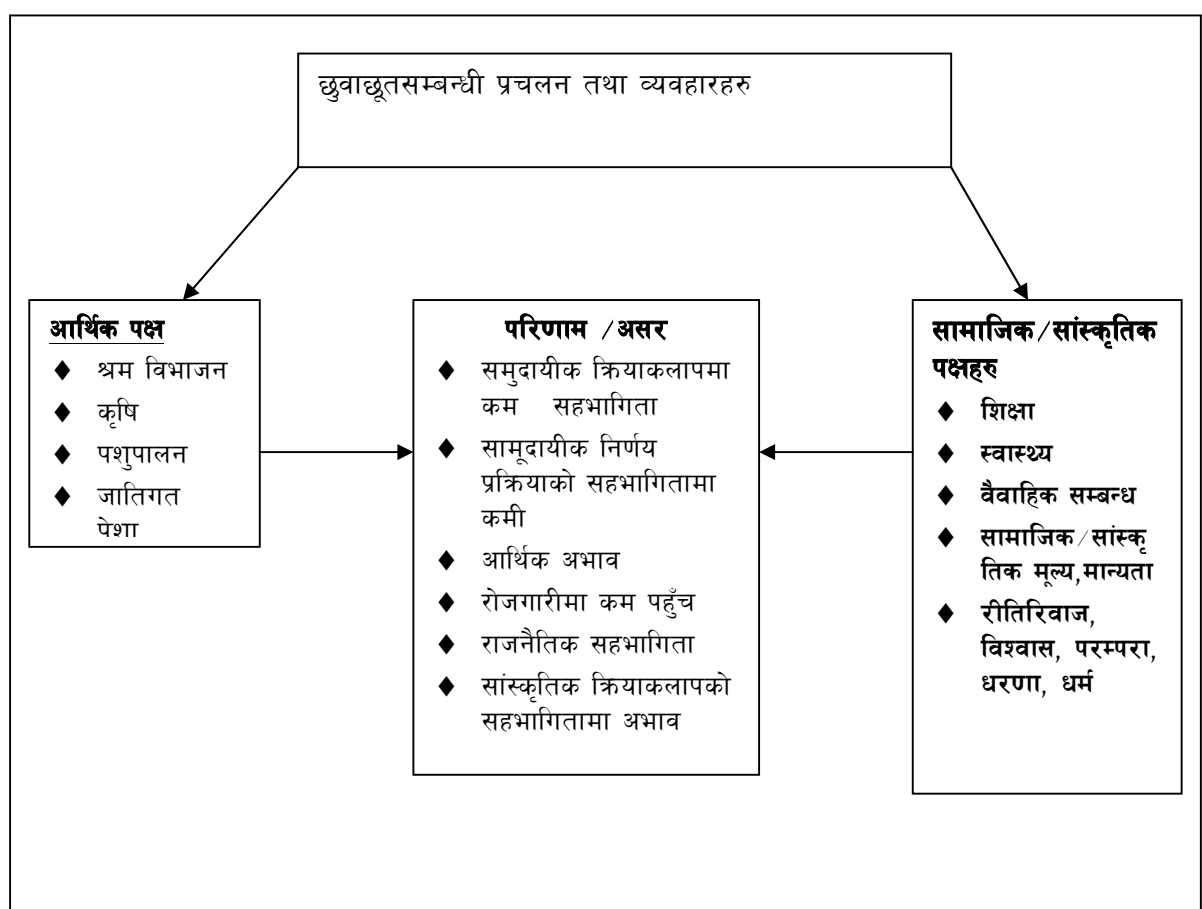 छुवाछूतसम्बन्धी प्रचलन तथा व्यवहारहरु
आर्थिक पक्ष
♦ श्रम विभाजन
♦ कृषि
♦ पशुपालन
♦ जातिगत
पेशा
परिणाम /असर
♦ समुदायीक क्रियाकलापमा
कम सहभागिता
♦ सामूदायीक निर्णय
प्रक्रियाको सहभागितामा
कमी
♦ आर्थिक अभाव
♦ रोजगारीमा कम पहुँच
♦ राजनैतिक सहभागिता
♦ सांस्कृतिक क्रियाकलापको
सहभागितामा अभाव
सामाजिक/सांस्कृतिक
पक्षहरु
♦ शिक्षा
♦ स्वास्थ्य
♦ वैवाहिक सम्बन्ध
♦ सामाजिक/सांस्कृ
तिक मूल्य,मान्यता
♦ रीतिरिवाज,
विश्वास, परम्परा,
धरणा, धर्म